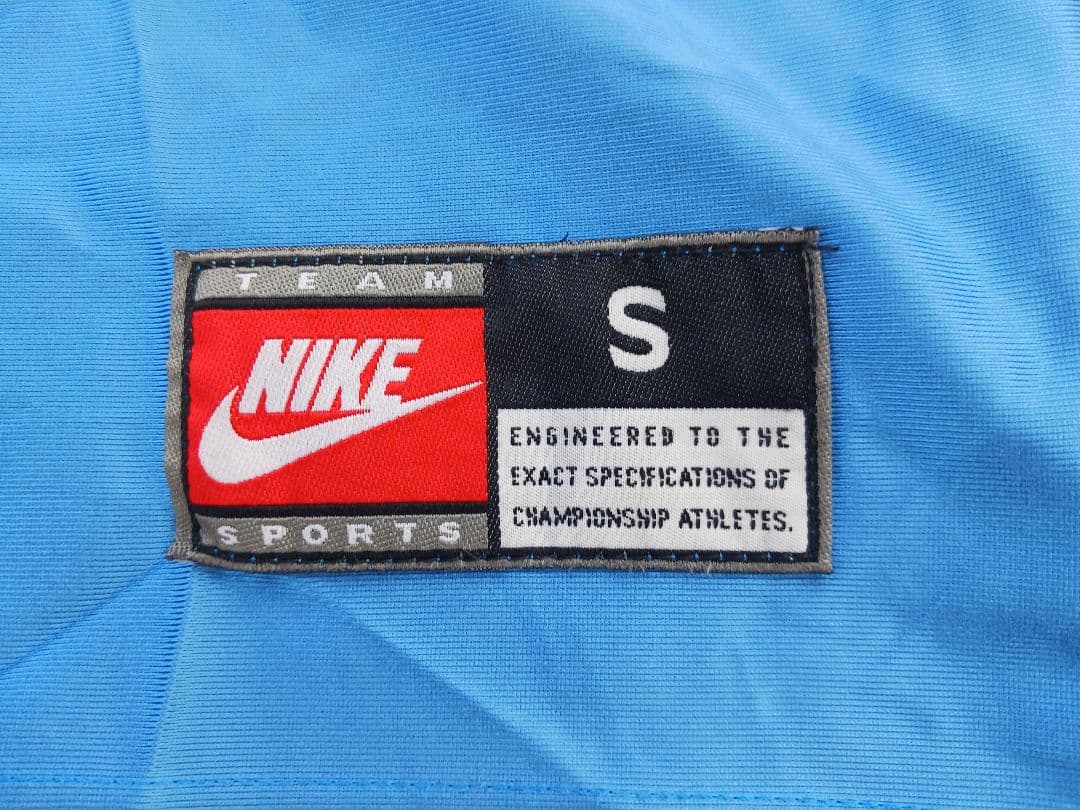 TEAM
NIKE
SPORTS
S
ENGINEERED TO THE
EXACT SPECIFICATIONS OF
CHAMPIONSHIP ATHLETES.